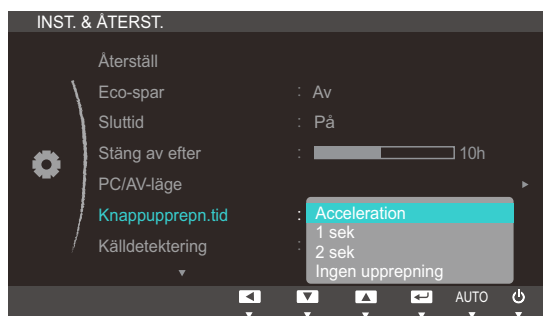 INST. & ÅTERST.
Återställ
Eco-spar : Av
Sluttid : På
Stäng av efter : 10h
PC/AV-läge
Knappupprepn.tid : Acceleration
1 sek
Källdetektering : 2 sek
Ingen upprepning
AUTO